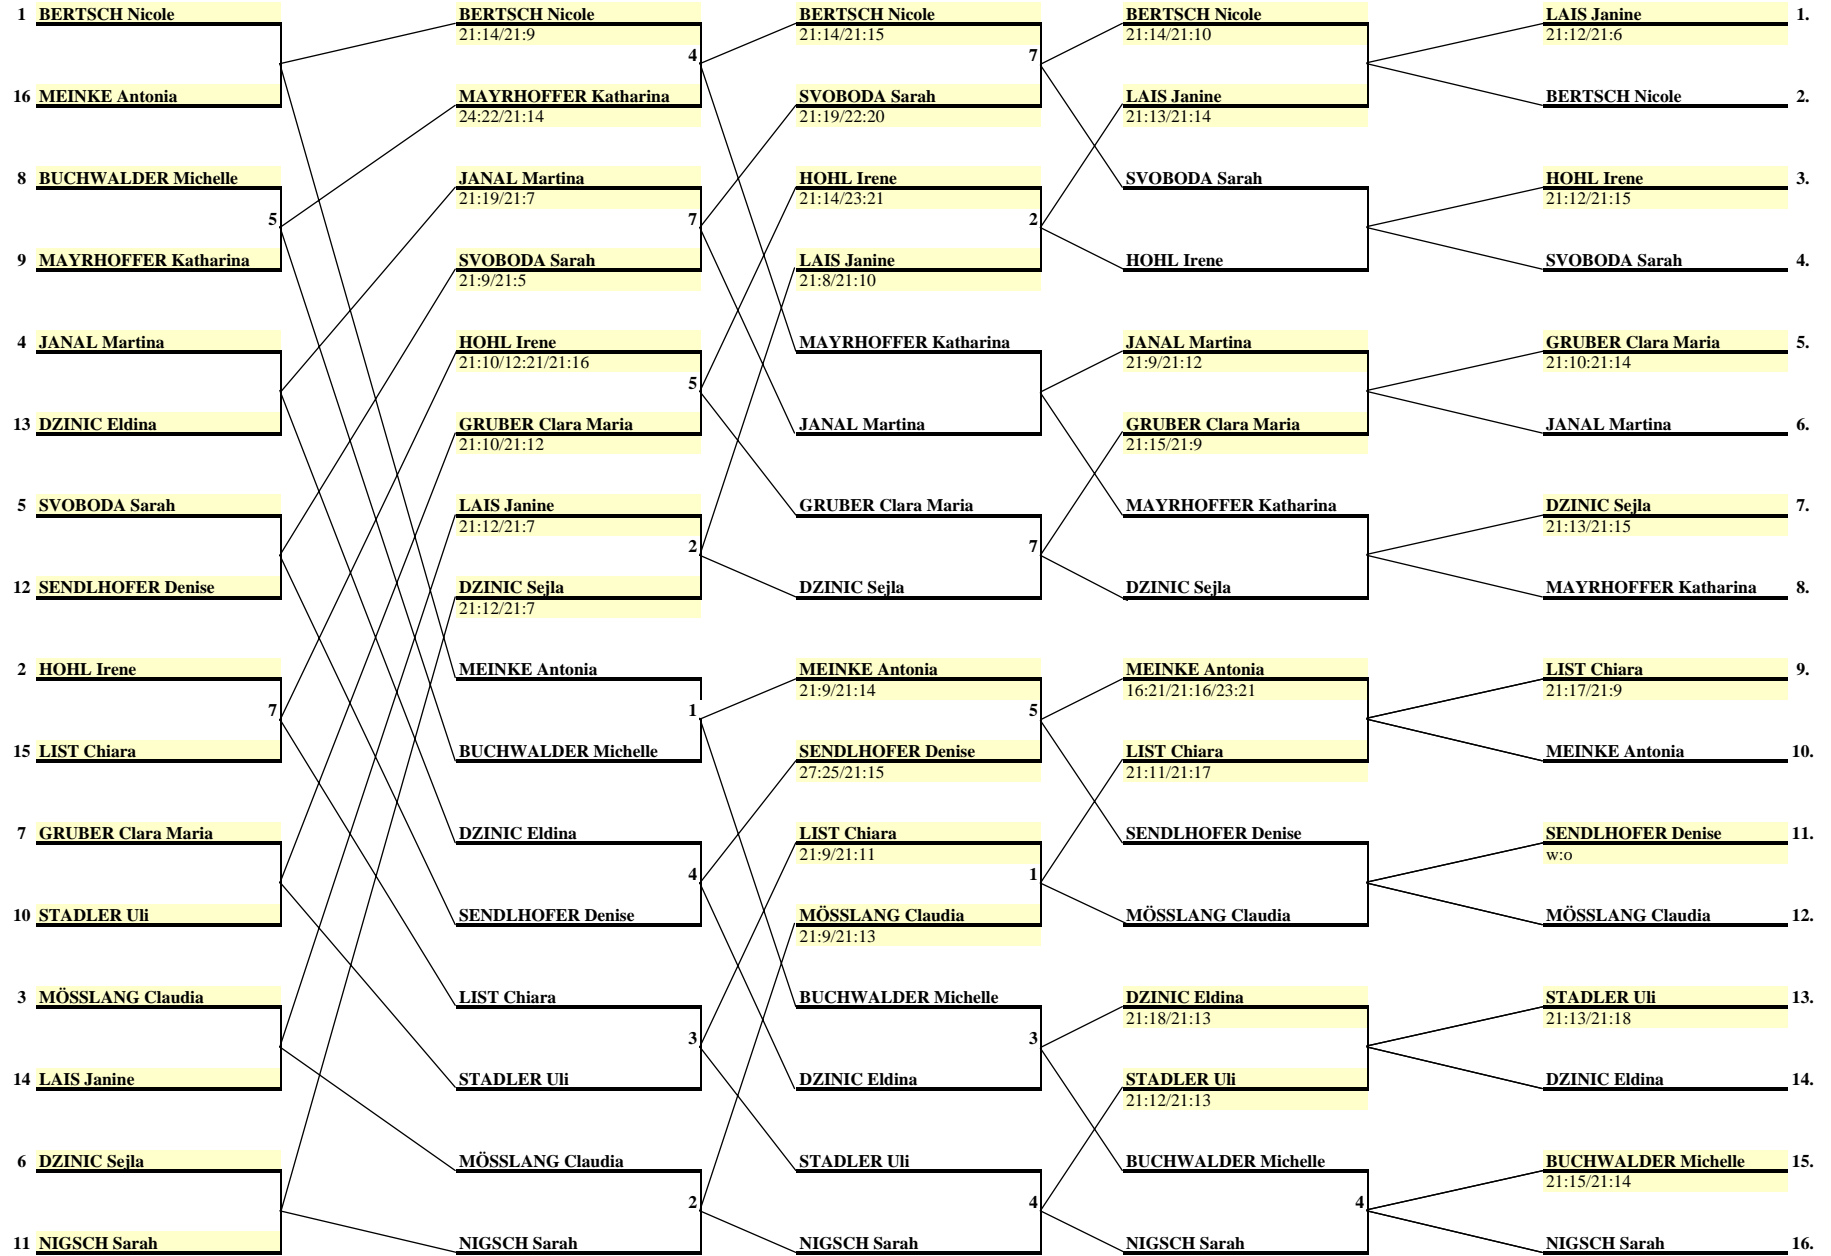 1 BERTSCH Nicole BERTSCH Nicole BERTSCH Nicole BERTSCH Nicole LAIS Janine 1.
21:14/21:9 21:14/21:15 21:14/21:10 21:12/21:6
4 7
16 MEINKE Antonia MAYRHOFFER Katharina SVOBODA Sarah LAIS Janine BERTSCH Nicole 2.
24:22/21:14 21:19/22:20 21:13/21:14
8 BUCHWALDER Michelle JANAL Martina HOHL Irene SVOBODA Sarah HOHL Irene 3.
21:19/21:7 21:14/23:21 21:12/21:15
5 7 2
9 MAYRHOFFER Katharina SVOBODA Sarah LAIS Janine HOHL Irene SVOBODA Sarah 4.
21:9/21:5 21:8/21:10
4 JANAL Martina HOHL Irene MAYRHOFFER Katharina JANAL Martina GRUBER Clara Maria 5.
21:10/12:21/21:16 21:9/21:12 21:10:21:14
5
13 DZINIC Eldina GRUBER Clara Maria JANAL Martina GRUBER Clara Maria JANAL Martina 6.
21:10/21:12 21:15/21:9
5 SVOBODA Sarah LAIS Janine GRUBER Clara Maria MAYRHOFFER Katharina DZINIC Sejla 7.
21:12/21:7 21:13/21:15
2 7
12 SENDLHOFER Denise DZINIC Sejla DZINIC Sejla DZINIC Sejla MAYRHOFFER Katharina 8.
21:12/21:7
2 HOHL Irene MEINKE Antonia MEINKE Antonia MEINKE Antonia LIST Chiara 9.
21:9/21:14 16:21/21:16/23:21 21:17/21:9
7 1 5
15 LIST Chiara BUCHWALDER Michelle SENDLHOFER Denise LIST Chiara MEINKE Antonia 10.
27:25/21:15 21:11/21:17
7 GRUBER Clara Maria DZINIC Eldina LIST Chiara SENDLHOFER Denise SENDLHOFER Denise 11.
21:9/21:11 w:o
4 1
10 STADLER Uli SENDLHOFER Denise MÖSSLANG Claudia MÖSSLANG Claudia MÖSSLANG Claudia 12.
21:9/21:13
3 MÖSSLANG Claudia LIST Chiara BUCHWALDER Michelle DZINIC Eldina STADLER Uli 13.
21:18/21:13 21:13/21:18
3 3
14 LAIS Janine STADLER Uli DZINIC Eldina STADLER Uli DZINIC Eldina 14.
21:12/21:13
6 DZINIC Sejla MÖSSLANG Claudia STADLER Uli BUCHWALDER Michelle BUCHWALDER Michelle 15.
21:15/21:14
2 4 4
11 NIGSCH Sarah NIGSCH Sarah NIGSCH Sarah NIGSCH Sarah NIGSCH Sarah 16.